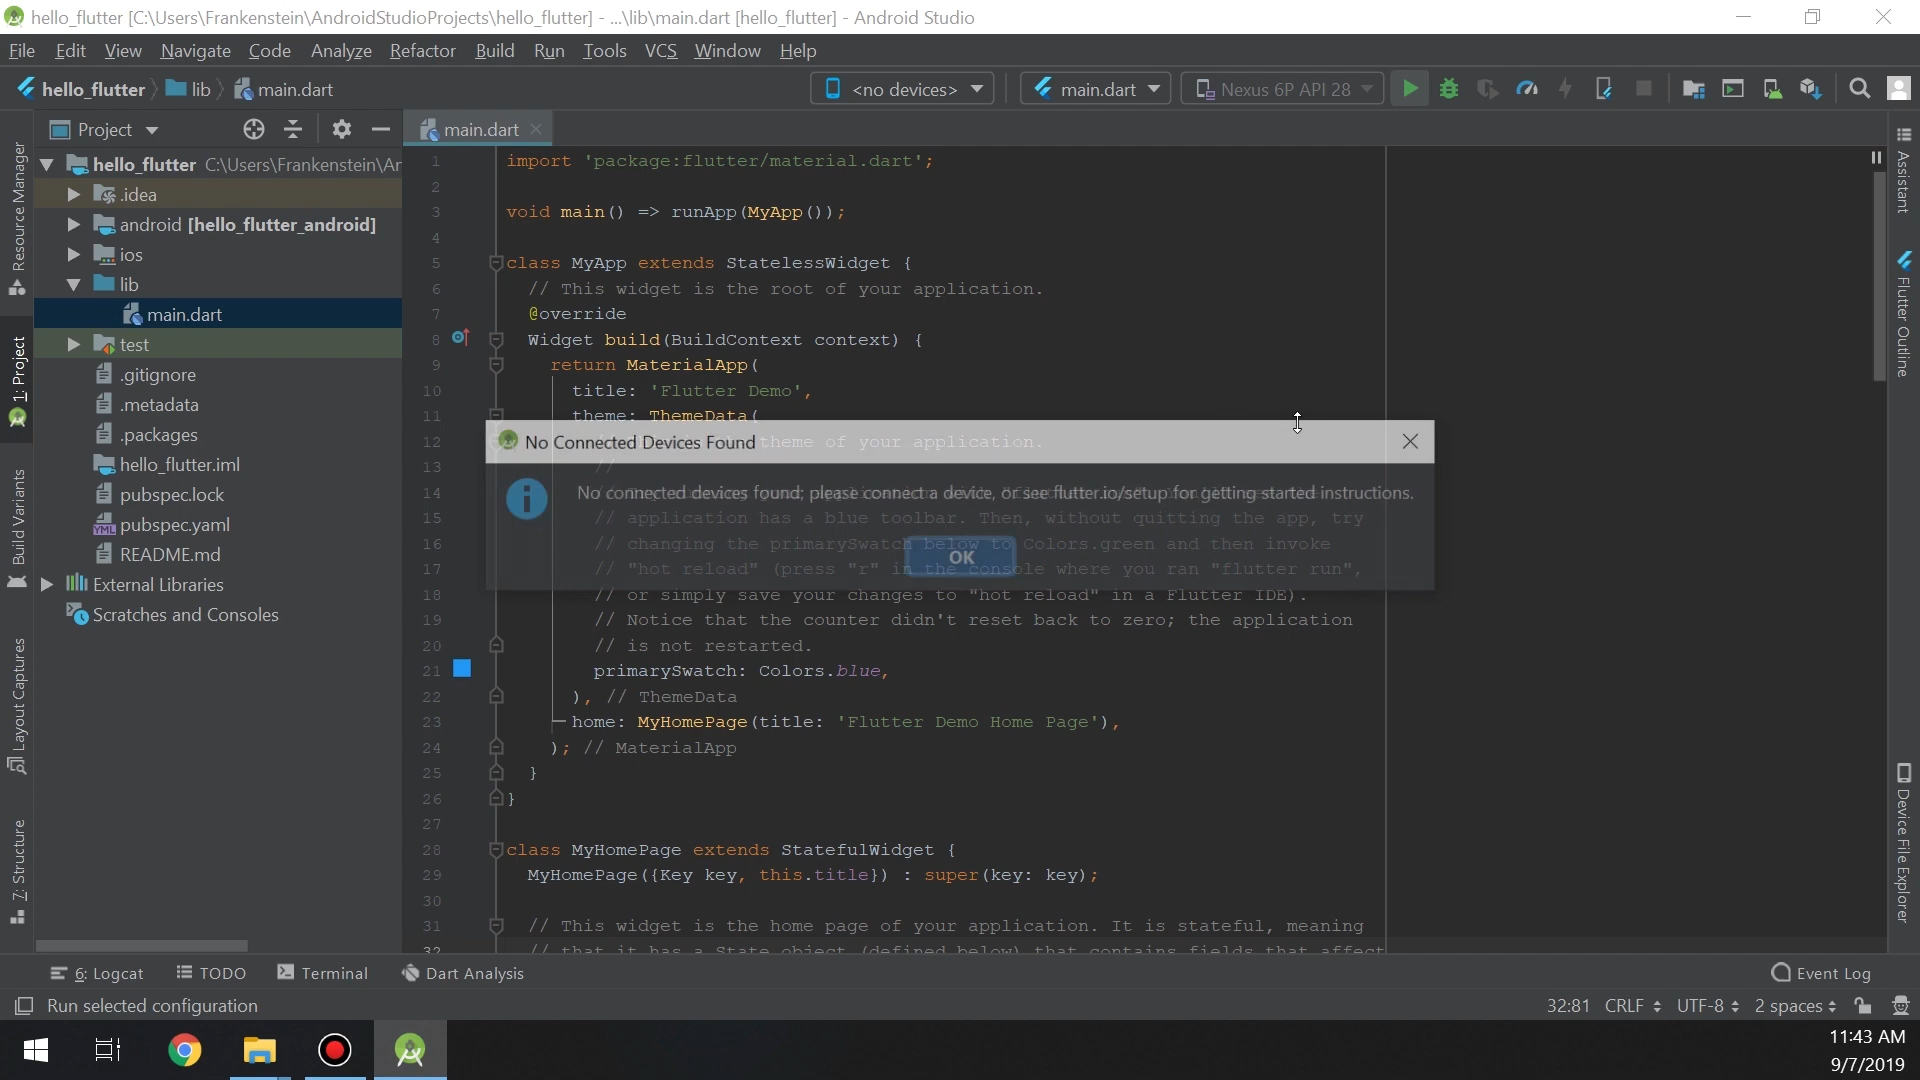 hello_flutter [C:\Users\Frankenstein\AndroidStudioProjects\hello_flutter] - ...\lib\main.dart [hello_flutter] - Android Studio
File Edit View Navigate Code Analyze Refactor Build Run Tools VCS Window Help
hello_flutter lib main.dart <no devices> main.dart Nexus 6P API 28
Project
main.dart
hello_flutter C:\Users\Frankenstein\Ar
.idea
android [hello_flutter_android]
ios
lib
main.dart
test
.gitignore
.metadata
.packages
hello_flutter.iml
pubspec.lock
pubspec.yaml
README.md
External Libraries
Scratches and Consoles
Resource Manager
1: Project
Build Variants
Layout Captures
7: Structure
1 import 'package:flutter/material.dart';
2
3 void main() => runApp(MyApp());
4
5 class MyApp extends StatelessWidget {
6 // This widget is the root of your application.
7 @override
8 Widget build(BuildContext context) {
9 return MaterialApp(
10 title: 'Flutter Demo',
11 theme: ThemeData(
12 theme of your application.
13 //
14
15 // application has a blue toolbar. Then, without quitting the app, try
16 // changing the primarySwatch below to Colors.green and then invoke
17 // "hot reload" (press "r" in the console where you ran "flutter run",
18 // or simply save your changes to "hot reload" in a Flutter IDE).
19 // Notice that the counter didn't reset back to zero; the application
20 // is not restarted.
21 primarySwatch: Colors.blue,
22 ), // ThemeData
23 home: MyHomePage(title: 'Flutter Demo Home Page'),
24 ); // MaterialApp
25 }
26 }
27
28 class MyHomePage extends StatefulWidget {
29 MyHomePage({Key key, this.title}) : super(key: key);
30
31 // This widget is the home page of your application. It is stateful, meaning
32 // that it has a State object (defined below) that contains fields that affect
No Connected Devices Found
No connected devices found; please connect a device, or see flutter.io/setup for getting started instructions.
OK
Assistant
Flutter Outline
Device File Explorer
6: Logcat TODO Terminal Dart Analysis Event Log
Run selected configuration 32:81 CRLF UTF-8 2 spaces
11:43 AM
9/7/2019